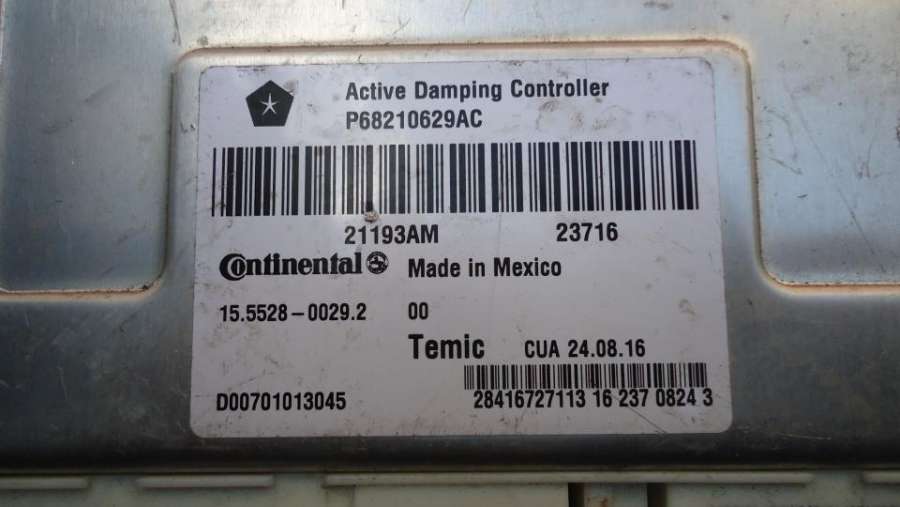 Active Damping Controller
P68210629AC
21193AM 23716
Continental Made in Mexico
15.5528-0029.2 00
Temic CUA 24.08.16
D00701013045 28416727113 16 237 0824 3